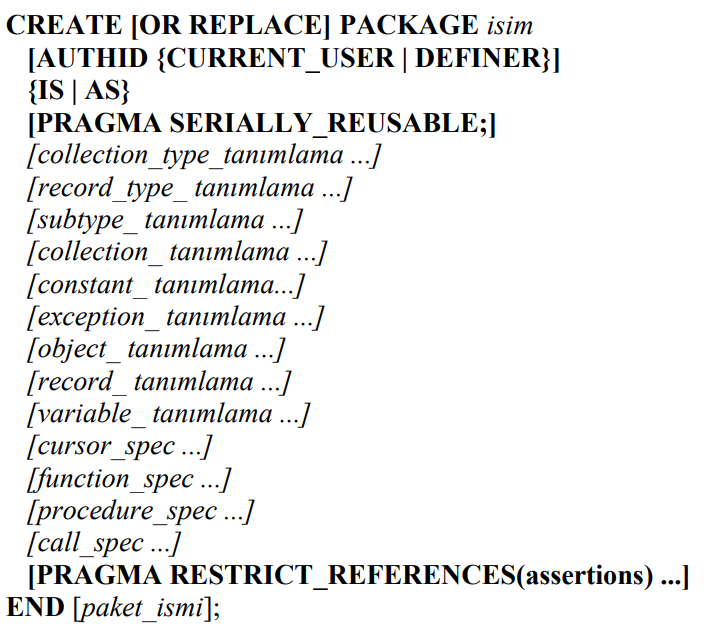 CREATE [OR REPLACE] PACKAGE isim
[AUTHID {CURRENT_USER | DEFINER}]
{IS | AS}
[PRAGMA SERIALLY_REUSABLE;]
[collection_type_tanımlama ...]
[record_type_ tanımlama ...]
[subtype_ tanımlama ...]
[collection_ tanımlama ...]
[constant_ tanımlama...]
[exception_ tanımlama ...]
[object_ tanımlama ...]
[record_ tanımlama ...]
[variable_ tanımlama ...]
[cursor_spec ...]
[function_spec ...]
[procedure_spec ...]
[call_spec ...]
[PRAGMA RESTRICT_REFERENCES(assertions) ...]
END [paket_ismi];